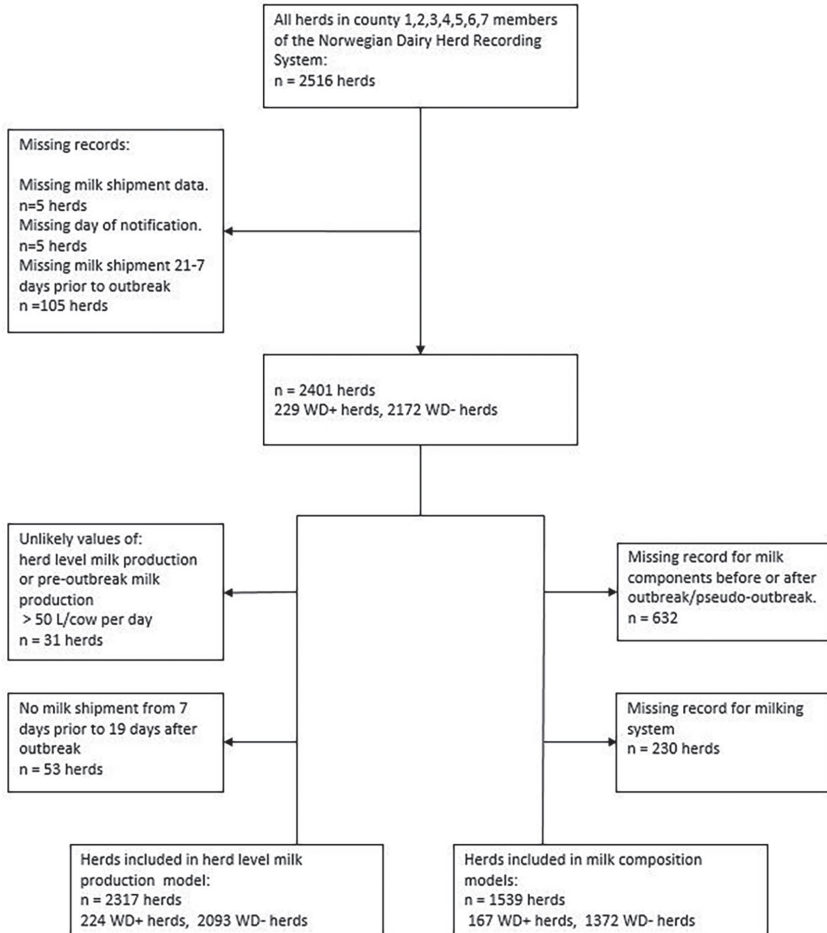 All herds in county 1,2,3,4,5,6,7 members
of the Norwegian Dairy Herd Recording
System:
n = 2516 herds
Missing records:
Missing milk shipment data.
n=5 herds
Missing day of notification.
n=5 herds
Missing milk shipment 21-7
days prior to outbreak
n =105 herds
n = 2401 herds
229 WD+ herds, 2172 WD- herds
Unlikely values of:
herd level milk production
or pre-outbreak milk
production
> 50 L/cow per day
n = 31 herds
Missing record for milk
components before or after
outbreak/pseudo-outbreak.
n = 632
No milk shipment from 7
days prior to 19 days after
outbreak
n = 53 herds
Missing record for milking
system
n = 230 herds
Herds included in herd level milk
production model:
n = 2317 herds
224 WD+ herds, 2093 WD- herds
Herds included in milk composition
models:
n = 1539 herds
167 WD+ herds, 1372 WD- herds